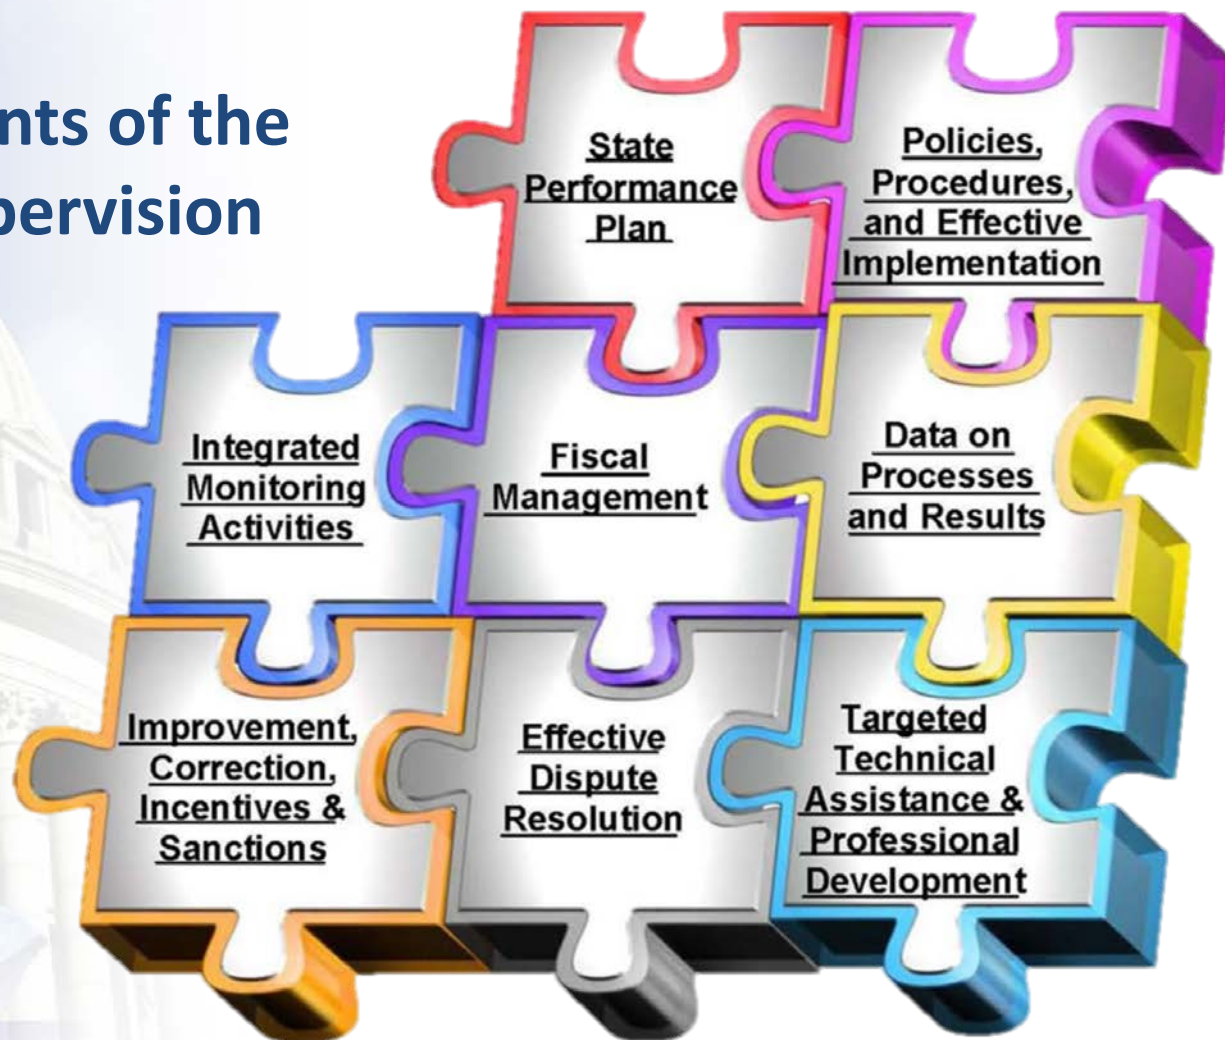 nts of the
pervision
State
Performance
Plan
Policies,
Procedures,
and Effective
Implementation
Integrated
Monitoring
Activities
Fiscal
Management
Data on
Processes
and Results
Improvement,
Correction,
Incentives &
Sanctions
Effective
Dispute
Resolution
Targeted
Technical
Assistance &
Professional
Development